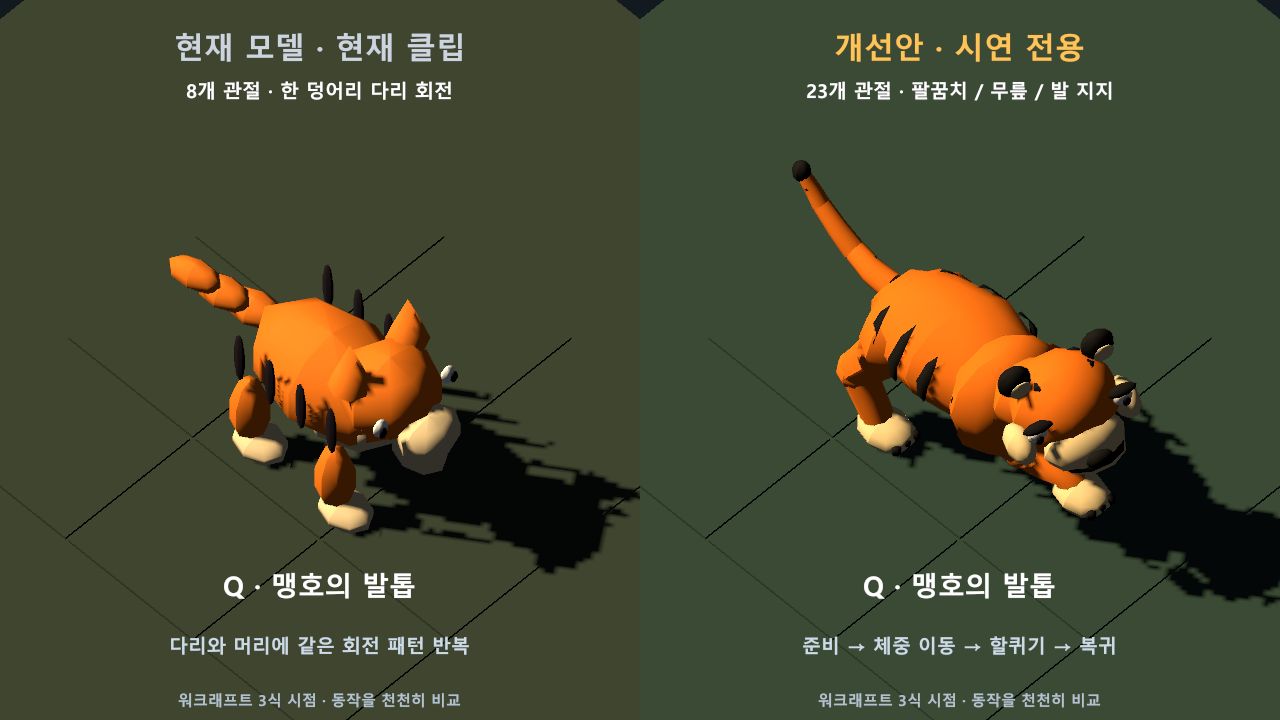 현재 모델 · 현재 클립
8개 관절 · 한 덩어리 다리 회전
Q · 맹호의 발톱
다리와 머리에 같은 회전 패턴 반복
워크래프트 3식 시점 · 동작을 천천히 비교
개선안 · 시연 전용
23개 관절 · 팔꿈치 / 무릎 / 발 지지
Q · 맹호의 발톱
준비 → 체중 이동 → 할퀴기 → 복귀
워크래프트 3식 시점 · 동작을 천천히 비교